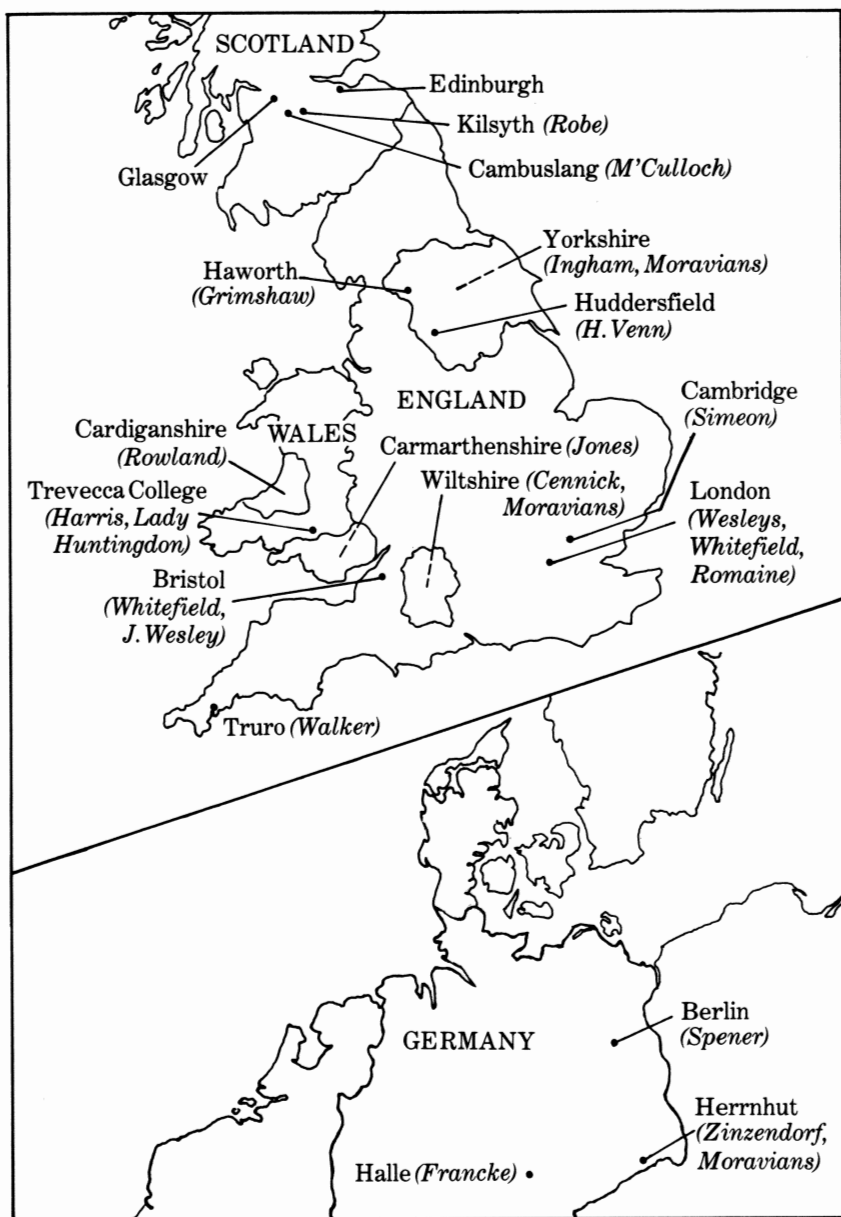 SCOTLAND
Edinburgh
Kilsyth (Robe)
Glasgow
Cambuslang (M'Culloch)
Yorkshire
(Ingham, Moravians)
Haworth
(Grimshaw)
Huddersfield
(H. Venn)
ENGLAND
Cambridge
(Simeon)
WALES
Cardiganshire
(Rowland)
Carmarthenshire (Jones)
Trevecca College
(Harris, Lady
Huntingdon)
Wiltshire (Cennick,
Moravians)
London
(Wesleys,
Whitefield,
Romaine)
Bristol
(Whitefield,
J. Wesley)
Truro (Walker)
GERMANY
Berlin
(Spener)
Herrnhut
(Zinzendorf,
Moravians)
Halle (Francke)